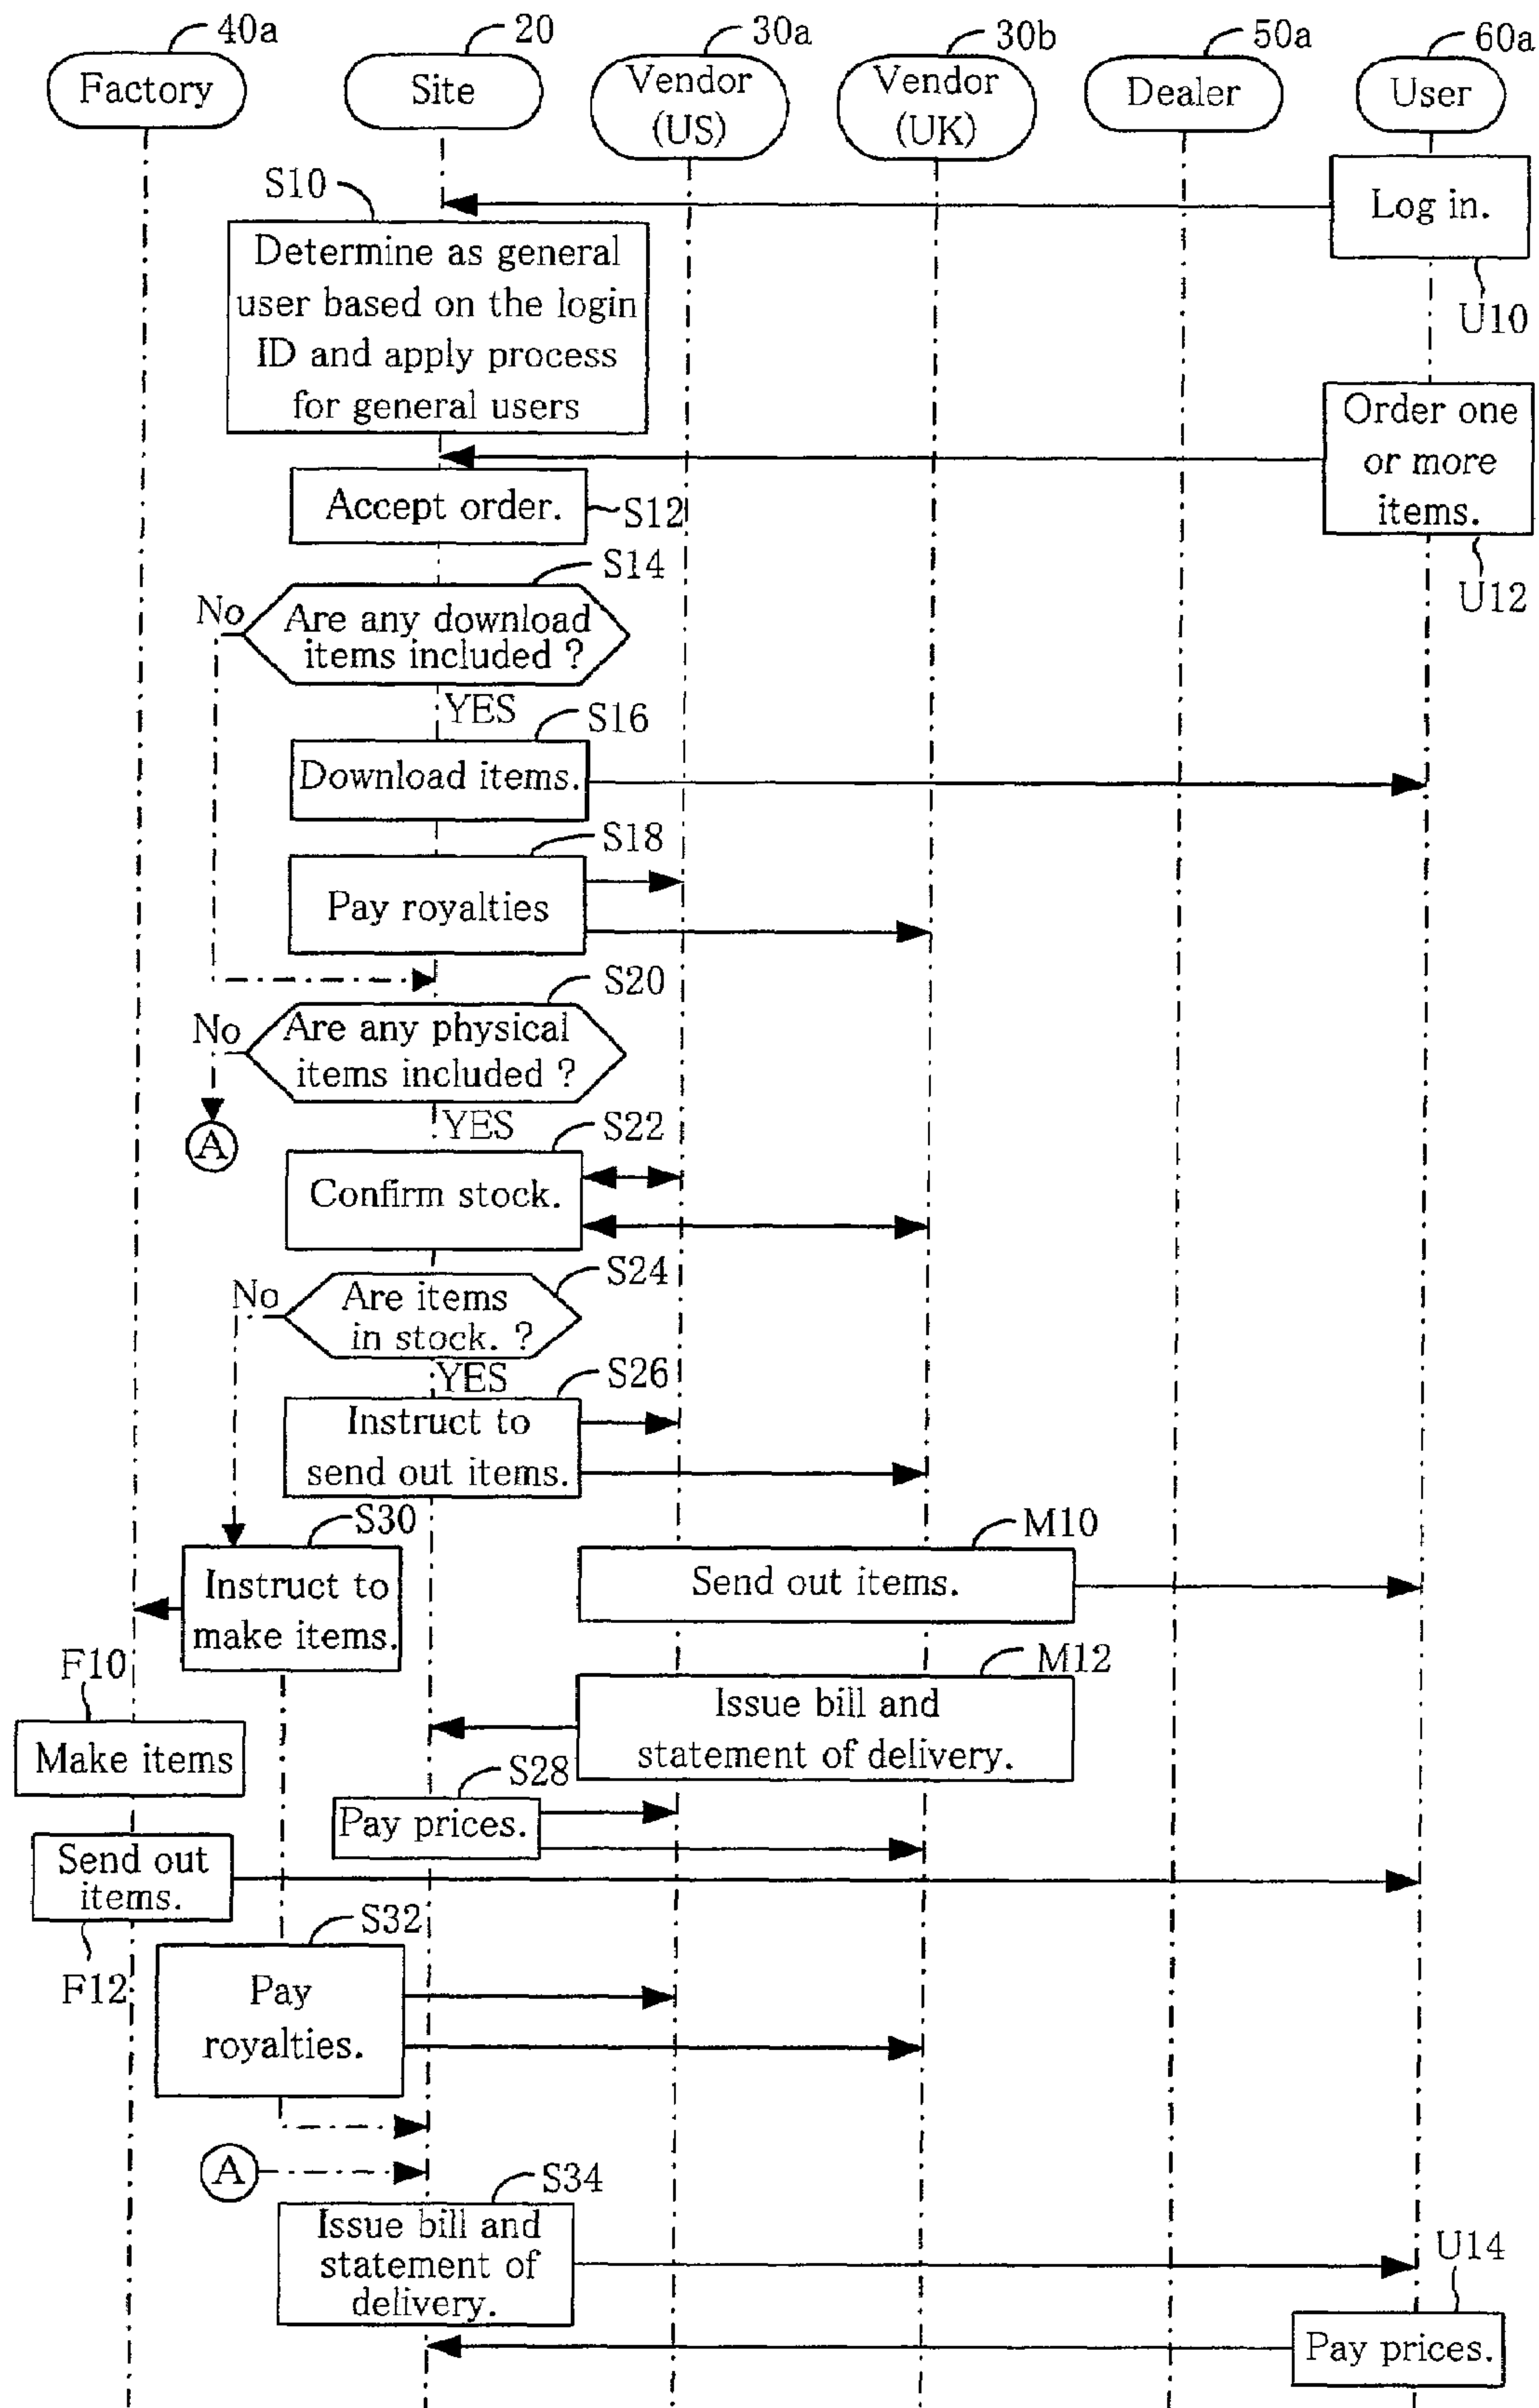 40a
20
30a
30b
50a
60a
Factory
Site
Vendor
(US)
Vendor
(UK)
Dealer
User
S10
Log in.
U10
Determine as general
user based on the login
ID and apply process
for general users
Order one
or more
items.
U12
Accept order.
S12
S14
No
Are any download
items included ?
YES
S16
Download items.
S18
Pay royalties
S20
No
Are any physical
items included ?
A
YES
S22
Confirm stock.
S24
No
Are items
in stock. ?
YES
S26
Instruct to
send out items.
S30
Instruct to
make items.
M10
Send out items.
F10
Make items
M12
Issue bill and
statement of delivery.
S28
Pay prices.
Send out
items.
F12
S32
Pay
royalties.
A
S34
Issue bill and
statement of
delivery.
U14
Pay prices.